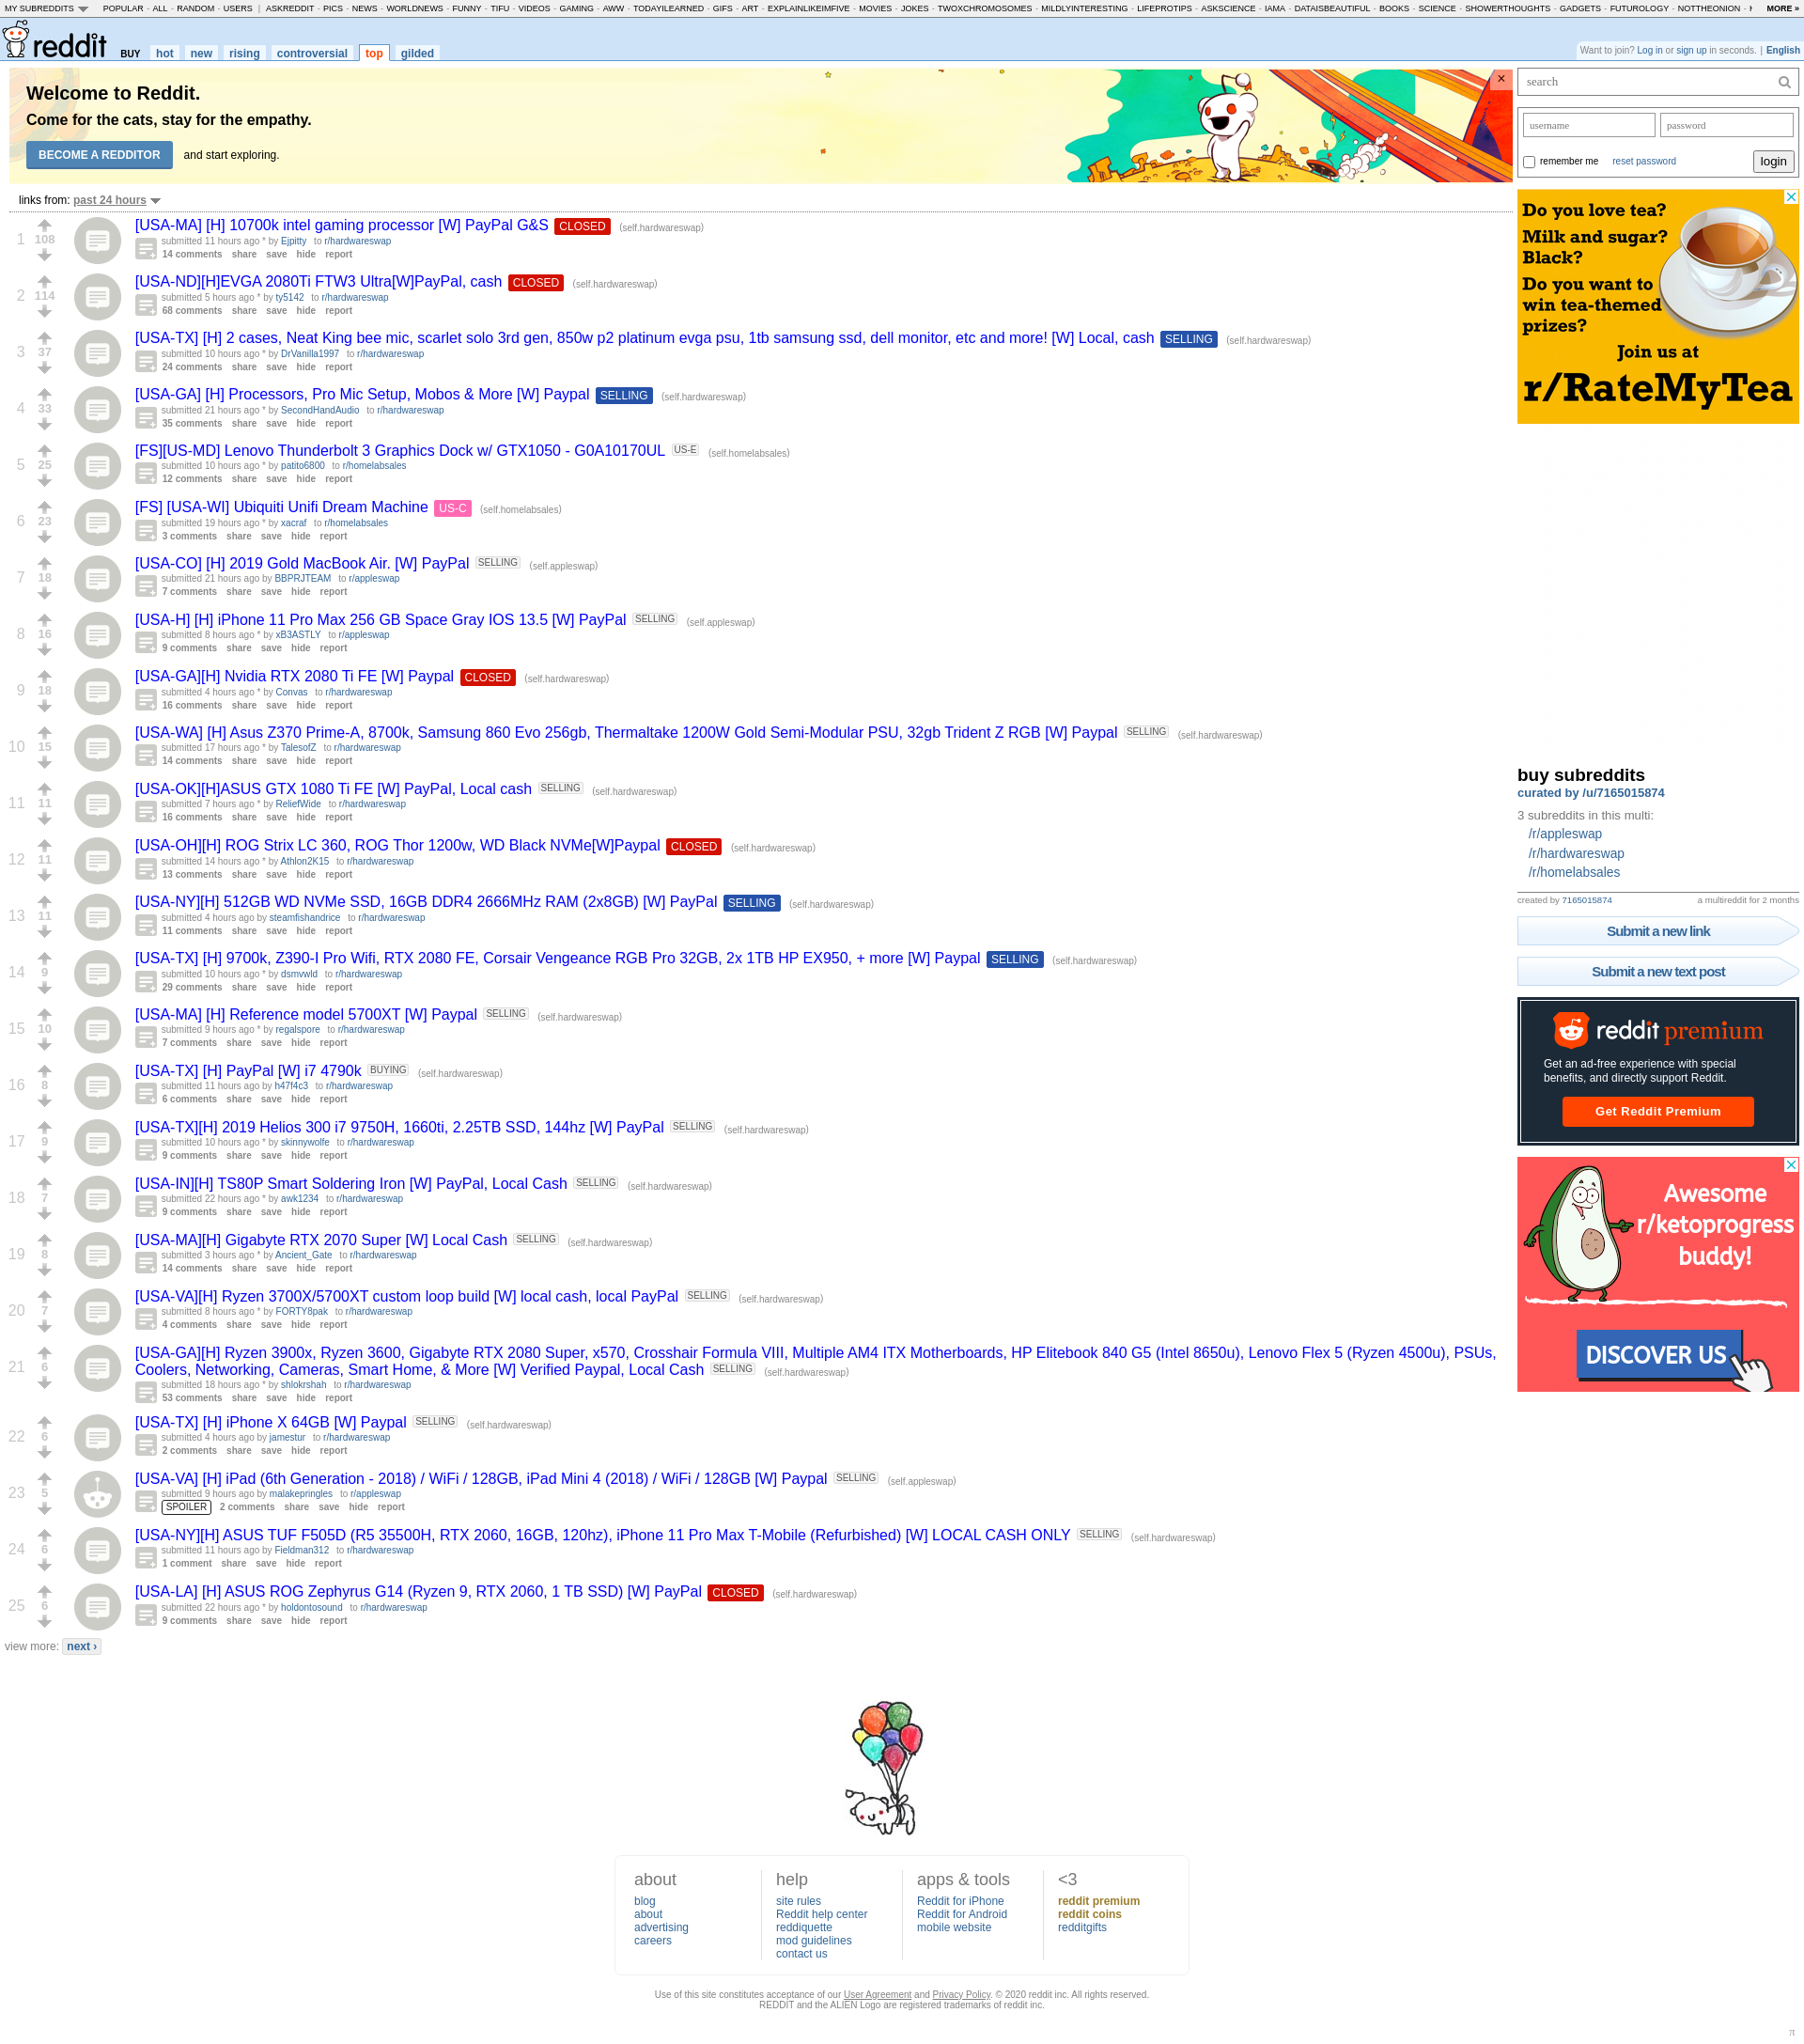 MY SUBREDDITS POPULAR - ALL - RANDOM - USERS | ASKREDDIT - PICS - NEWS - WORLDNEWS - FUNNY - TIFU - VIDEOS - GAMING - AWW - TODAYILEARNED - GIFS - ART - EXPLAINLIKEIMFIVE - MOVIES - JOKES - TWOXCHROMOSOMES - MILDLYINTERESTING - LIFEPROTIPS - ASKSCIENCE - IAMA - DATAISBEAUTIFUL - BOOKS - SCIENCE - SHOWERTHOUGHTS - GADGETS - FUTUROLOGY - NOTTHEONION - MORE »
reddit BUY hot new rising controversial top gilded
Want to join? Log in or sign up in seconds. | English
Welcome to Reddit.
Come for the cats, stay for the empathy.
BECOME A REDDITOR and start exploring.
×
search
username password
remember me reset password login
links from: past 24 hours
1 108 [USA-MA] [H] 10700k intel gaming processor [W] PayPal G&S CLOSED (self.hardwareswap)
submitted 11 hours ago * by Ejpitty to r/hardwareswap
14 comments share save hide report
2 114 [USA-ND][H]EVGA 2080Ti FTW3 Ultra[W]PayPal, cash CLOSED (self.hardwareswap)
submitted 5 hours ago * by ty5142 to r/hardwareswap
68 comments share save hide report
3 37 [USA-TX] [H] 2 cases, Neat King bee mic, scarlet solo 3rd gen, 850w p2 platinum evga psu, 1tb samsung ssd, dell monitor, etc and more! [W] Local, cash SELLING (self.hardwareswap)
submitted 10 hours ago * by DrVanilla1997 to r/hardwareswap
24 comments share save hide report
4 33 [USA-GA] [H] Processors, Pro Mic Setup, Mobos & More [W] Paypal SELLING (self.hardwareswap)
submitted 21 hours ago * by SecondHandAudio to r/hardwareswap
35 comments share save hide report
5 25 [FS][US-MD] Lenovo Thunderbolt 3 Graphics Dock w/ GTX1050 - G0A10170UL US-E (self.homelabsales)
submitted 10 hours ago * by patito6800 to r/homelabsales
12 comments share save hide report
6 23 [FS] [USA-WI] Ubiquiti Unifi Dream Machine US-C (self.homelabsales)
submitted 19 hours ago * by xacraf to r/homelabsales
3 comments share save hide report
7 18 [USA-CO] [H] 2019 Gold MacBook Air. [W] PayPal SELLING (self.appleswap)
submitted 21 hours ago by BBPRJTEAM to r/appleswap
7 comments share save hide report
8 16 [USA-H] [H] iPhone 11 Pro Max 256 GB Space Gray IOS 13.5 [W] PayPal SELLING (self.appleswap)
submitted 8 hours ago * by xB3ASTLY to r/appleswap
9 comments share save hide report
9 18 [USA-GA][H] Nvidia RTX 2080 Ti FE [W] Paypal CLOSED (self.hardwareswap)
submitted 4 hours ago * by Convas to r/hardwareswap
16 comments share save hide report
10 15 [USA-WA] [H] Asus Z370 Prime-A, 8700k, Samsung 860 Evo 256gb, Thermaltake 1200W Gold Semi-Modular PSU, 32gb Trident Z RGB [W] Paypal SELLING (self.hardwareswap)
submitted 17 hours ago * by TalesofZ to r/hardwareswap
14 comments share save hide report
11 11 [USA-OK][H]ASUS GTX 1080 Ti FE [W] PayPal, Local cash SELLING (self.hardwareswap)
submitted 7 hours ago * by ReliefWide to r/hardwareswap
16 comments share save hide report
12 11 [USA-OH][H] ROG Strix LC 360, ROG Thor 1200w, WD Black NVMe[W]Paypal CLOSED (self.hardwareswap)
submitted 14 hours ago * by Athlon2K15 to r/hardwareswap
13 comments share save hide report
13 11 [USA-NY][H] 512GB WD NVMe SSD, 16GB DDR4 2666MHz RAM (2x8GB) [W] PayPal SELLING (self.hardwareswap)
submitted 4 hours ago by steamfishandrice to r/hardwareswap
11 comments share save hide report
14 9 [USA-TX] [H] 9700k, Z390-I Pro Wifi, RTX 2080 FE, Corsair Vengeance RGB Pro 32GB, 2x 1TB HP EX950, + more [W] Paypal SELLING (self.hardwareswap)
submitted 10 hours ago * by dsmvwld to r/hardwareswap
29 comments share save hide report
15 10 [USA-MA] [H] Reference model 5700XT [W] Paypal SELLING (self.hardwareswap)
submitted 9 hours ago * by regalspore to r/hardwareswap
7 comments share save hide report
16 8 [USA-TX] [H] PayPal [W] i7 4790k BUYING (self.hardwareswap)
submitted 11 hours ago by h47f4c3 to r/hardwareswap
6 comments share save hide report
17 9 [USA-TX][H] 2019 Helios 300 i7 9750H, 1660ti, 2.25TB SSD, 144hz [W] PayPal SELLING (self.hardwareswap)
submitted 10 hours ago * by skinnywolfe to r/hardwareswap
9 comments share save hide report
18 7 [USA-IN][H] TS80P Smart Soldering Iron [W] PayPal, Local Cash SELLING (self.hardwareswap)
submitted 22 hours ago * by awk1234 to r/hardwareswap
9 comments share save hide report
19 8 [USA-MA][H] Gigabyte RTX 2070 Super [W] Local Cash SELLING (self.hardwareswap)
submitted 3 hours ago * by Ancient_Gate to r/hardwareswap
14 comments share save hide report
20 7 [USA-VA][H] Ryzen 3700X/5700XT custom loop build [W] local cash, local PayPal SELLING (self.hardwareswap)
submitted 8 hours ago * by FORTY8pak to r/hardwareswap
4 comments share save hide report
21 6 [USA-GA][H] Ryzen 3900x, Ryzen 3600, Gigabyte RTX 2080 Super, x570, Crosshair Formula VIII, Multiple AM4 ITX Motherboards, HP Elitebook 840 G5 (Intel 8650u), Lenovo Flex 5 (Ryzen 4500u), PSUs,
Coolers, Networking, Cameras, Smart Home, & More [W] Verified Paypal, Local Cash SELLING (self.hardwareswap)
submitted 18 hours ago * by shlokrshah to r/hardwareswap
53 comments share save hide report
22 6 [USA-TX] [H] iPhone X 64GB [W] Paypal SELLING (self.hardwareswap)
submitted 4 hours ago by jamestur to r/hardwareswap
2 comments share save hide report
23 5 [USA-VA] [H] iPad (6th Generation - 2018) / WiFi / 128GB, iPad Mini 4 (2018) / WiFi / 128GB [W] Paypal SELLING (self.appleswap)
submitted 9 hours ago by malakepringles to r/appleswap
SPOILER 2 comments share save hide report
24 6 [USA-NY][H] ASUS TUF F505D (R5 35500H, RTX 2060, 16GB, 120hz), iPhone 11 Pro Max T-Mobile (Refurbished) [W] LOCAL CASH ONLY SELLING (self.hardwareswap)
submitted 11 hours ago by Fieldman312 to r/hardwareswap
1 comment share save hide report
25 6 [USA-LA] [H] ASUS ROG Zephyrus G14 (Ryzen 9, RTX 2060, 1 TB SSD) [W] PayPal CLOSED (self.hardwareswap)
submitted 22 hours ago * by holdontosound to r/hardwareswap
9 comments share save hide report
view more: next ›
Do you love tea?
Milk and sugar?
Black?
Do you want to
win tea-themed
prizes?
Join us at
r/RateMyTea
buy subreddits
curated by /u/7165015874
3 subreddits in this multi:
/r/appleswap
/r/hardwareswap
/r/homelabsales
created by 7165015874 a multireddit for 2 months
Submit a new link
Submit a new text post
reddit premium
Get an ad-free experience with special
benefits, and directly support Reddit.
Get Reddit Premium
Awesome
r/ketoprogress
buddy!
DISCOVER US
about
blog
about
advertising
careers
help
site rules
Reddit help center
reddiquette
mod guidelines
contact us
apps & tools
Reddit for iPhone
Reddit for Android
mobile website
<3
reddit premium
reddit coins
redditgifts
Use of this site constitutes acceptance of our User Agreement and Privacy Policy. © 2020 reddit inc. All rights reserved.
REDDIT and the ALIEN Logo are registered trademarks of reddit inc.
π